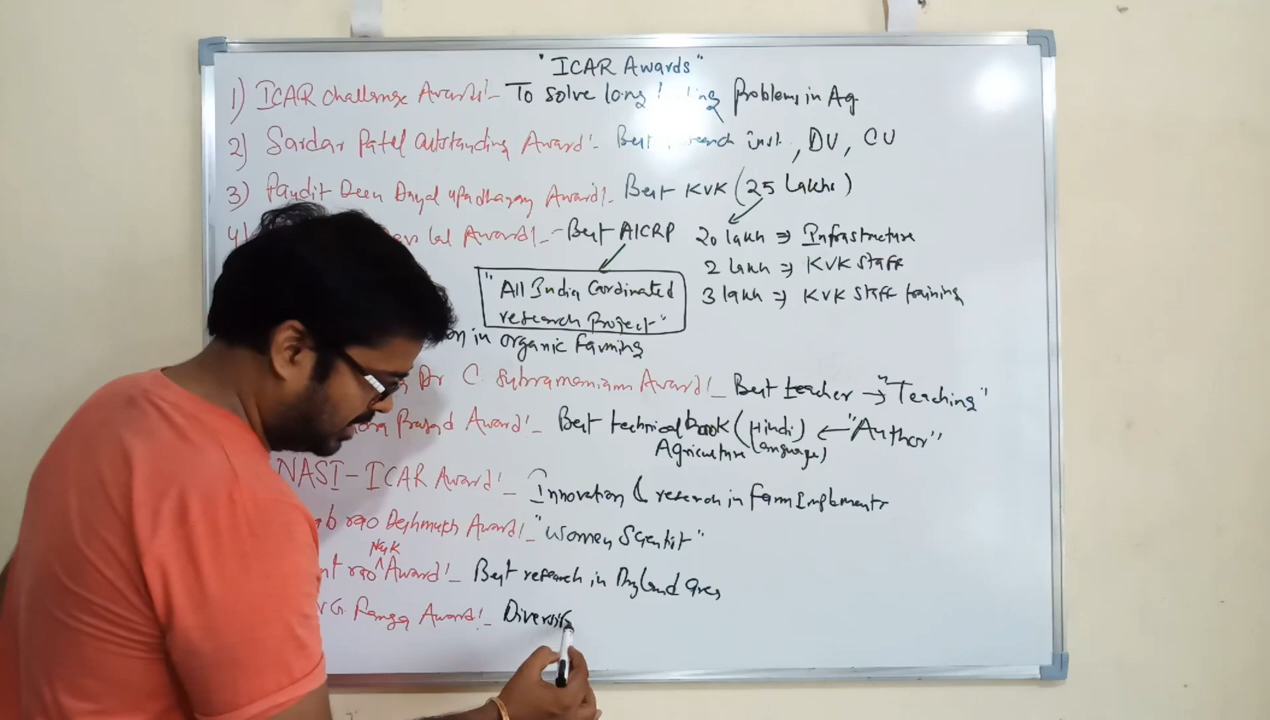 "ICAR Awards"
1) ICAR challenge Award:- To solve long problems in Ag
2) Sardar Patel outstanding Award:- Best inst., DU, CU
3) Pandit Deen Dayal upadhayay Award:- Best KVK (25 Lakhs)
4) lal Award:- Best AICRP
20 lakh ⇒ Infrastructure
2 lakh ⇒ KVK Staff
"All India Coordinated
3 lakh ⇒ KVK Staff training
research Project"
in organic farming
Dr C. Subramaniam Award:- Best teacher → "Teaching"
Prasad Award:- Best technical book (Hindi) ← "Author"
Agriculture Language)
NASI-ICAR Award:- Innovation & research in farm Implements
rao Deshmukh Award:- "Women Scientist"
Naik
rao ^ Award:- Best research in Dryland area
G. Ranga Award:- Diversif